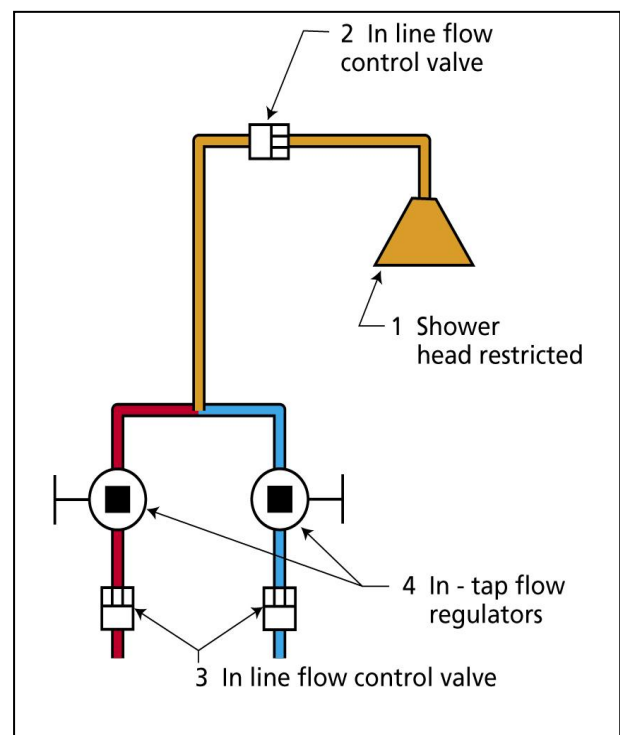 2 In line flow
control valve
1 Shower
head restricted
4 In - tap flow
regulators
3 In line flow control valve